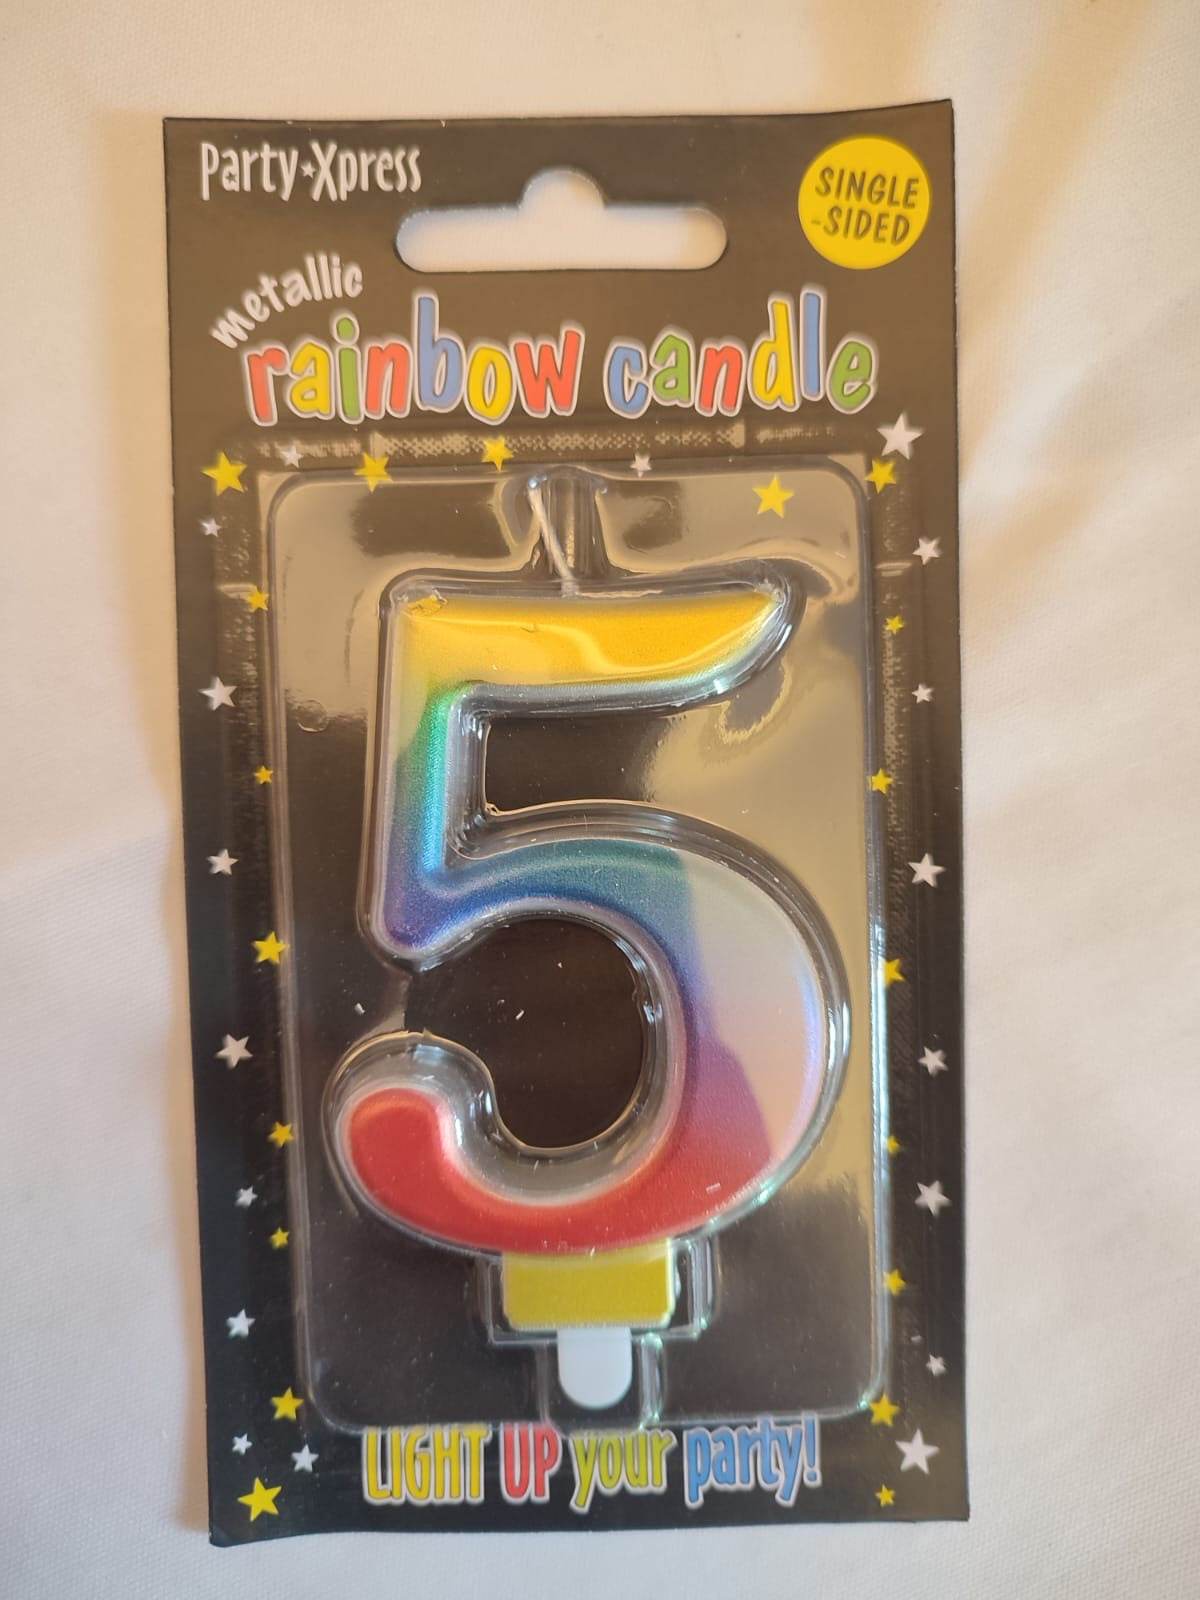 Party Xpress
SINGLE
-SIDED
metallic
rainbow candle
5
LIGHT UP your party!